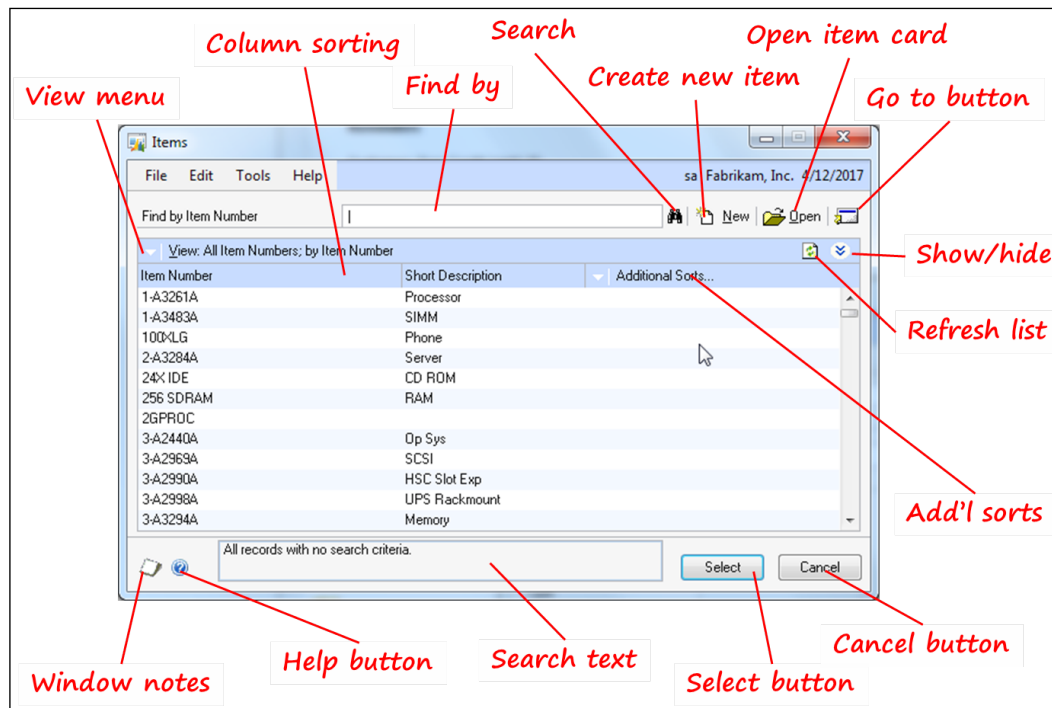 Search
Open item card
Column sorting
Create new item
Find by
View menu
Go to button
Items
File Edit Tools Help
sa Fabrikam, Inc. 4/12/2017
Find by Item Number
New
Open
View: All Item Numbers; by Item Number
Show/hide
Item Number Short Description Additional Sorts...
1-A3261A Processor
1-A3483A SIMM
Refresh list
100XLG Phone
2-A3284A Server
24X IDE CD ROM
256 SDRAM RAM
2GPROC
3-A2440A Op Sys
3-A2969A SCSI
3-A2990A HSC Slot Exp
3-A2998A UPS Rackmount
Add'l sorts
3-A3294A Memory
All records with no search criteria.
Select
Cancel
Cancel button
Search text
Help button
Window notes
Select button